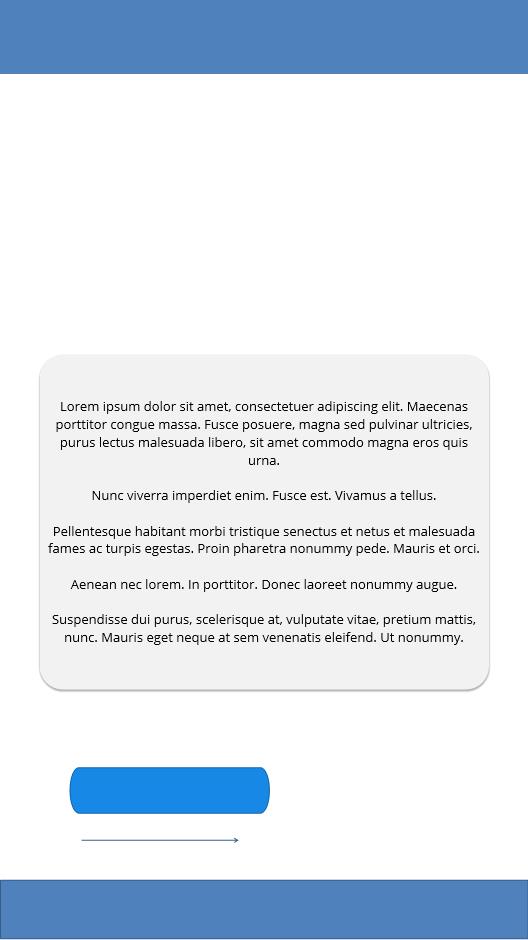 Lorem ipsum dolor sit amet, consectetuer adipiscing elit. Maecenas
porttitor congue massa. Fusce posuere, magna sed pulvinar ultricies,
purus lectus malesuada libero, sit amet commodo magna eros quis
urna.
Nunc viverra imperdiet enim. Fusce est. Vivamus a tellus.
Pellentesque habitant morbi tristique senectus et netus et malesuada
fames ac turpis egestas. Proin pharetra nonummy pede. Mauris et orci.
Aenean nec lorem. In porttitor. Donec laoreet nonummy augue.
Suspendisse dui purus, scelerisque at, vulputate vitae, pretium mattis,
nunc. Mauris eget neque at sem venenatis eleifend. Ut nonummy.